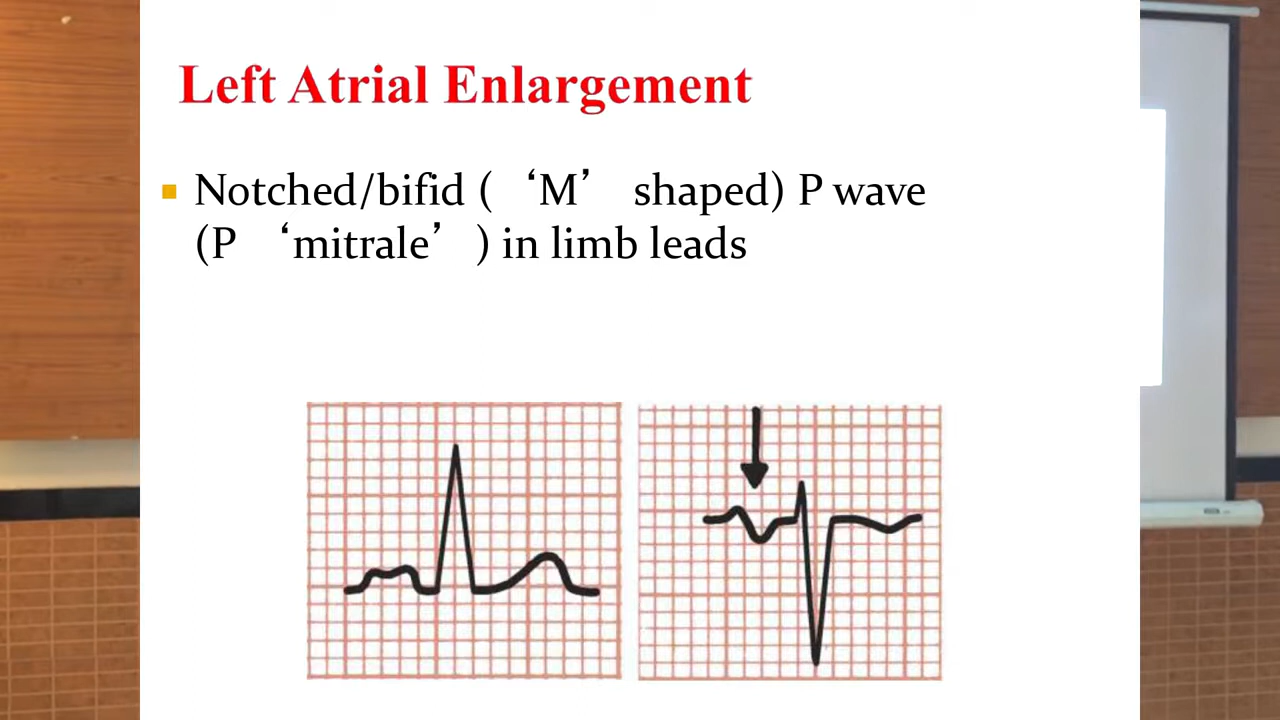 Left Atrial Enlargement
Notched/bifid ( ‘M’ shaped) P wave
(P ‘mitrale’ ) in limb leads